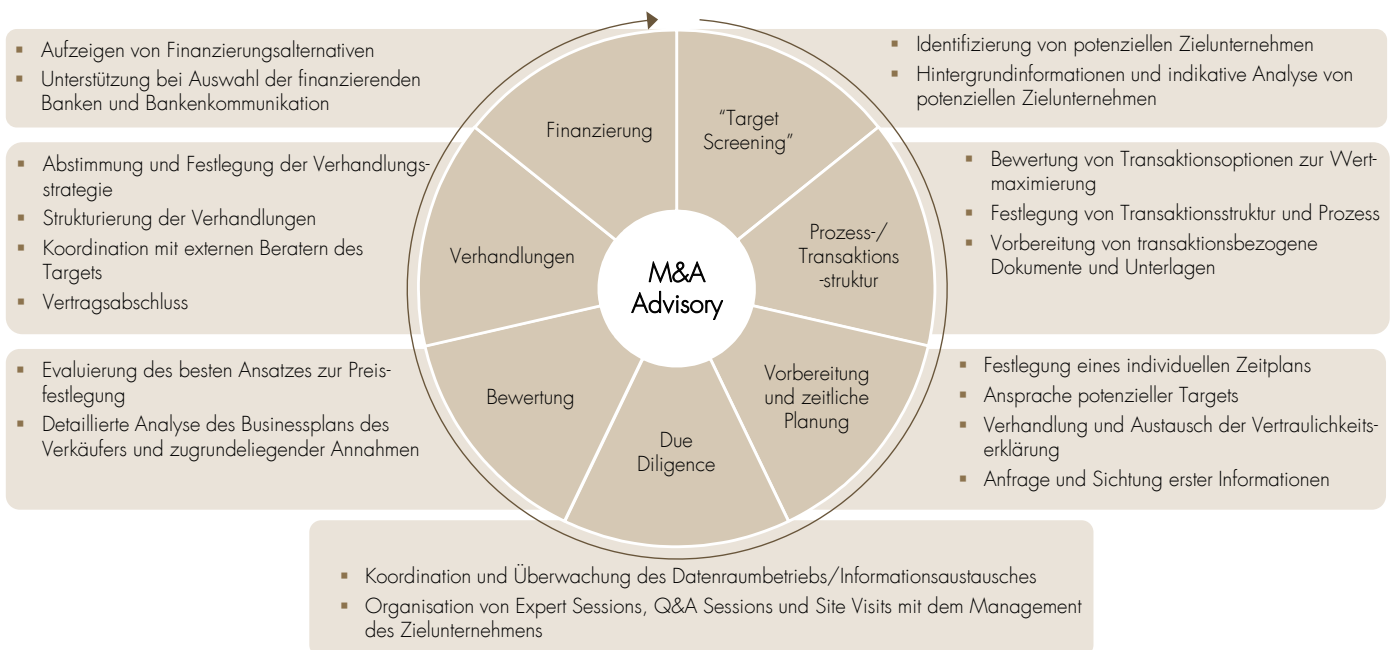 ▪ Aufzeigen von Finanzierungsalternativen
▪ Unterstützung bei Auswahl der finanzierenden
Banken und Bankenkommunikation
▪ Abstimmung und Festlegung der Verhandlungs-
strategie
▪ Strukturierung der Verhandlungen
▪ Koordination mit externen Beratern des
Targets
▪ Vertragsabschluss
▪ Evaluierung des besten Ansatzes zur Preis-
festlegung
▪ Detaillierte Analyse des Businessplans des
Verkäufers und zugrundeliegender Annahmen
Finanzierung
“Target
Screening”
Verhandlungen
Prozess-/
Transaktions
-struktur
M&A
Advisory
Bewertung
Vorbereitung
und zeitliche
Planung
Due
Diligence
▪ Identifizierung von potenziellen Zielunternehmen
▪ Hintergrundinformationen und indikative Analyse von
potenziellen Zielunternehmen
▪ Bewertung von Transaktionsoptionen zur Wert-
maximierung
▪ Festlegung von Transaktionsstruktur und Prozess
▪ Vorbereitung von transaktionsbezogene
Dokumente und Unterlagen
▪ Festlegung eines individuellen Zeitplans
▪ Ansprache potenzieller Targets
▪ Verhandlung und Austausch der Vertraulichkeits-
erklärung
▪ Anfrage und Sichtung erster Informationen
▪ Koordination und Überwachung des Datenraumbetriebs/Informationsaustausches
▪ Organisation von Expert Sessions, Q&A Sessions und Site Visits mit dem Management
des Zielunternehmens